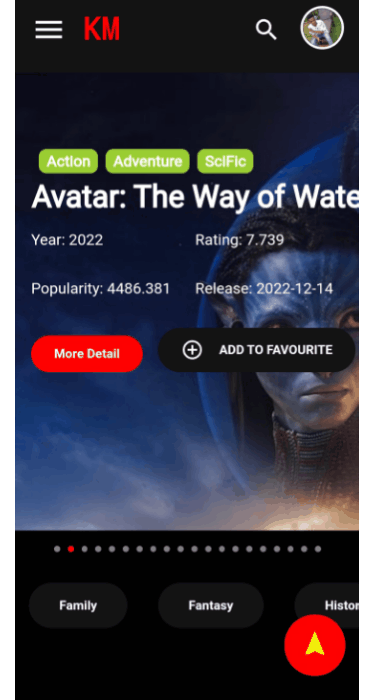 KM
Action Adventure SciFic
Avatar: The Way of Wate
Year: 2022 Rating: 7.739
Popularity: 4486.381 Release: 2022-12-14
More Detail ADD TO FAVOURITE
Family Fantasy Histor